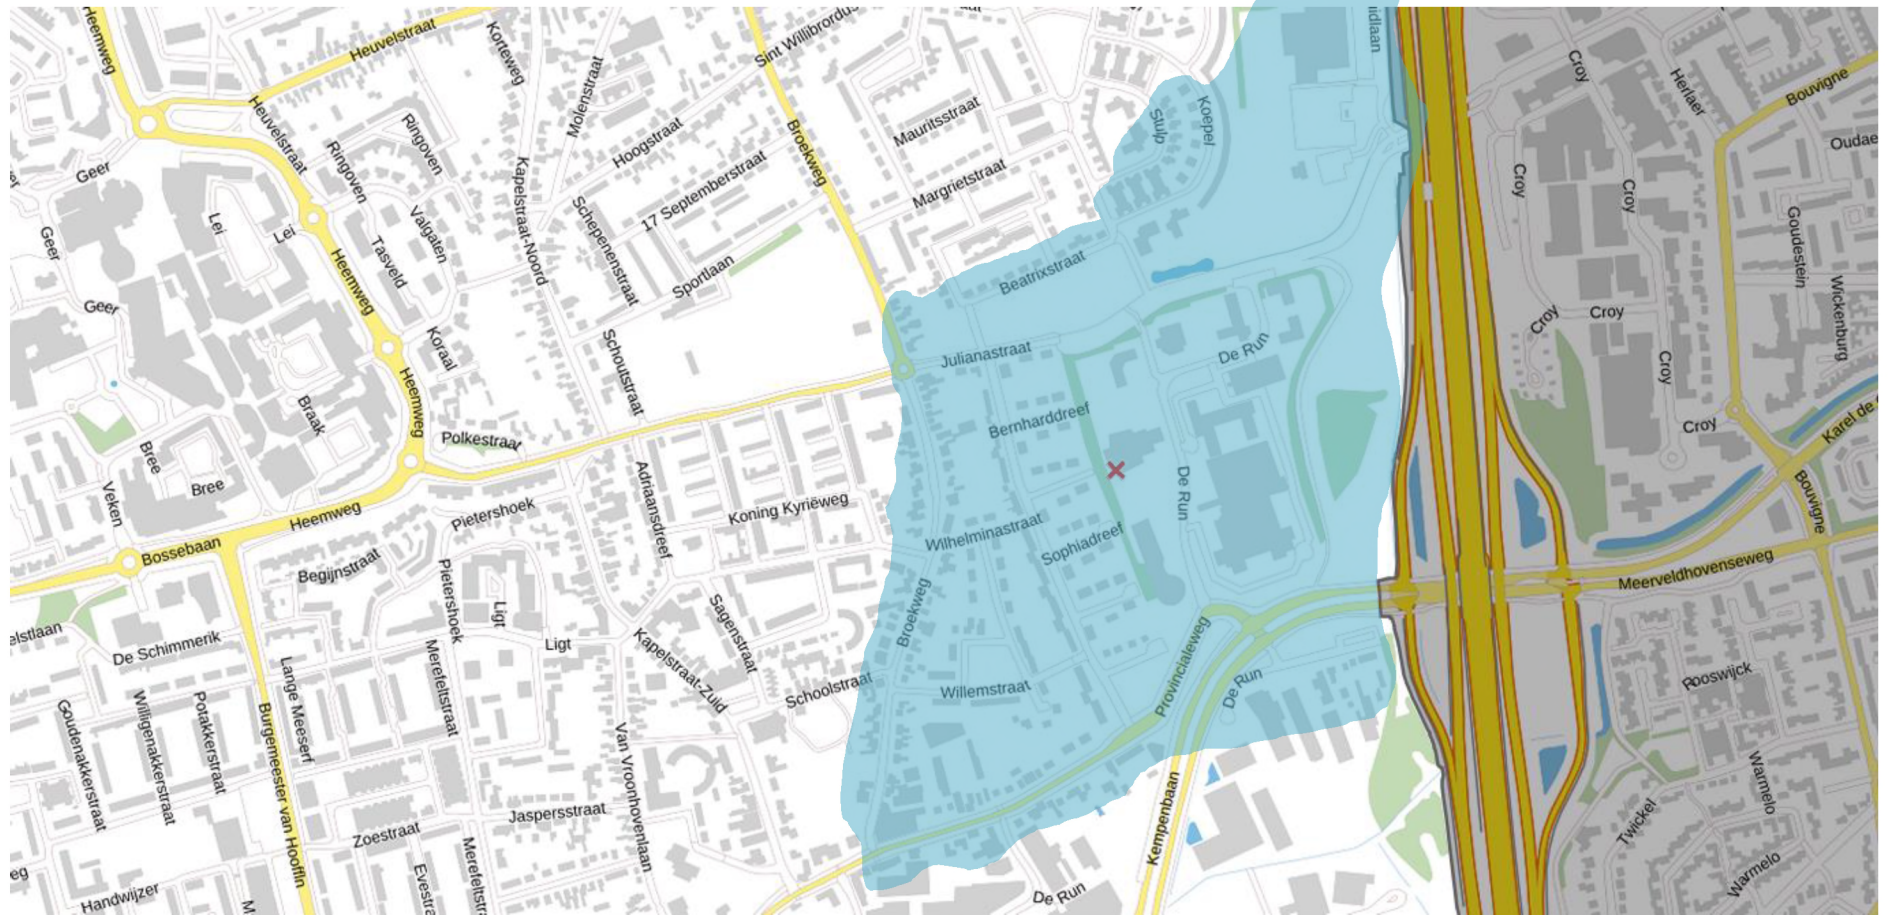 Heemweg
Heuvelstraat
Korteweg
Sint Willibrordus
Croy
Herlaer
Bouvigne
Heuvelstraat
Molenstraat
Ringoven
Ringoven
Hoogstraat
Broekweg
Mauritsstraat
Stulp
Koepel
Oudae
Geer
Kapelstraat-Noord
17 Septemberstraat
Margrietstraat
Croy
Croy
Lei
Lei
Geer
Valgaten
Tasveld
Schepenenstraat
Goudestein
Heemweg
Sportlaan
Beatrixstraat
Wickenburg
Geer
Koraal
Schoutstraat
Julianastraat
De Run
Croy
Croy
Croy
Heemweg
Braak
Bernharddreef
Karel de
Polkestraat
Croy
Bree
Bree
Veken
Heemweg
Pietershoek
Adriaansdreef
Koning Kyriëweg
De Run
Bouvigne
Bossebaan
Begijnstraat
Wilhelminastraat
Sophiadreef
Meerveldhovenseweg
Pietershoek
Ligt
Sagenstraat
Broekweg
elstlaan
De Schimmerik
Ligt
Kapelstraat-Zuid
Merefeltstraat
Lange Meesert
Schoolstraat
Willemstraat
Provincialeweg
De Run
Rooswijck
Goudenakkerstraat
Willigenakkerstraat
Potakkerstraat
Burgemeester van Hooffln
Van Vroonhovenlaan
Warmelo
Jaspersstraat
Zoestraat
Kempenbaan
Twickel
Merefeltstra
Evestra
Handwijzer
De Run
Warmelo
eg
M